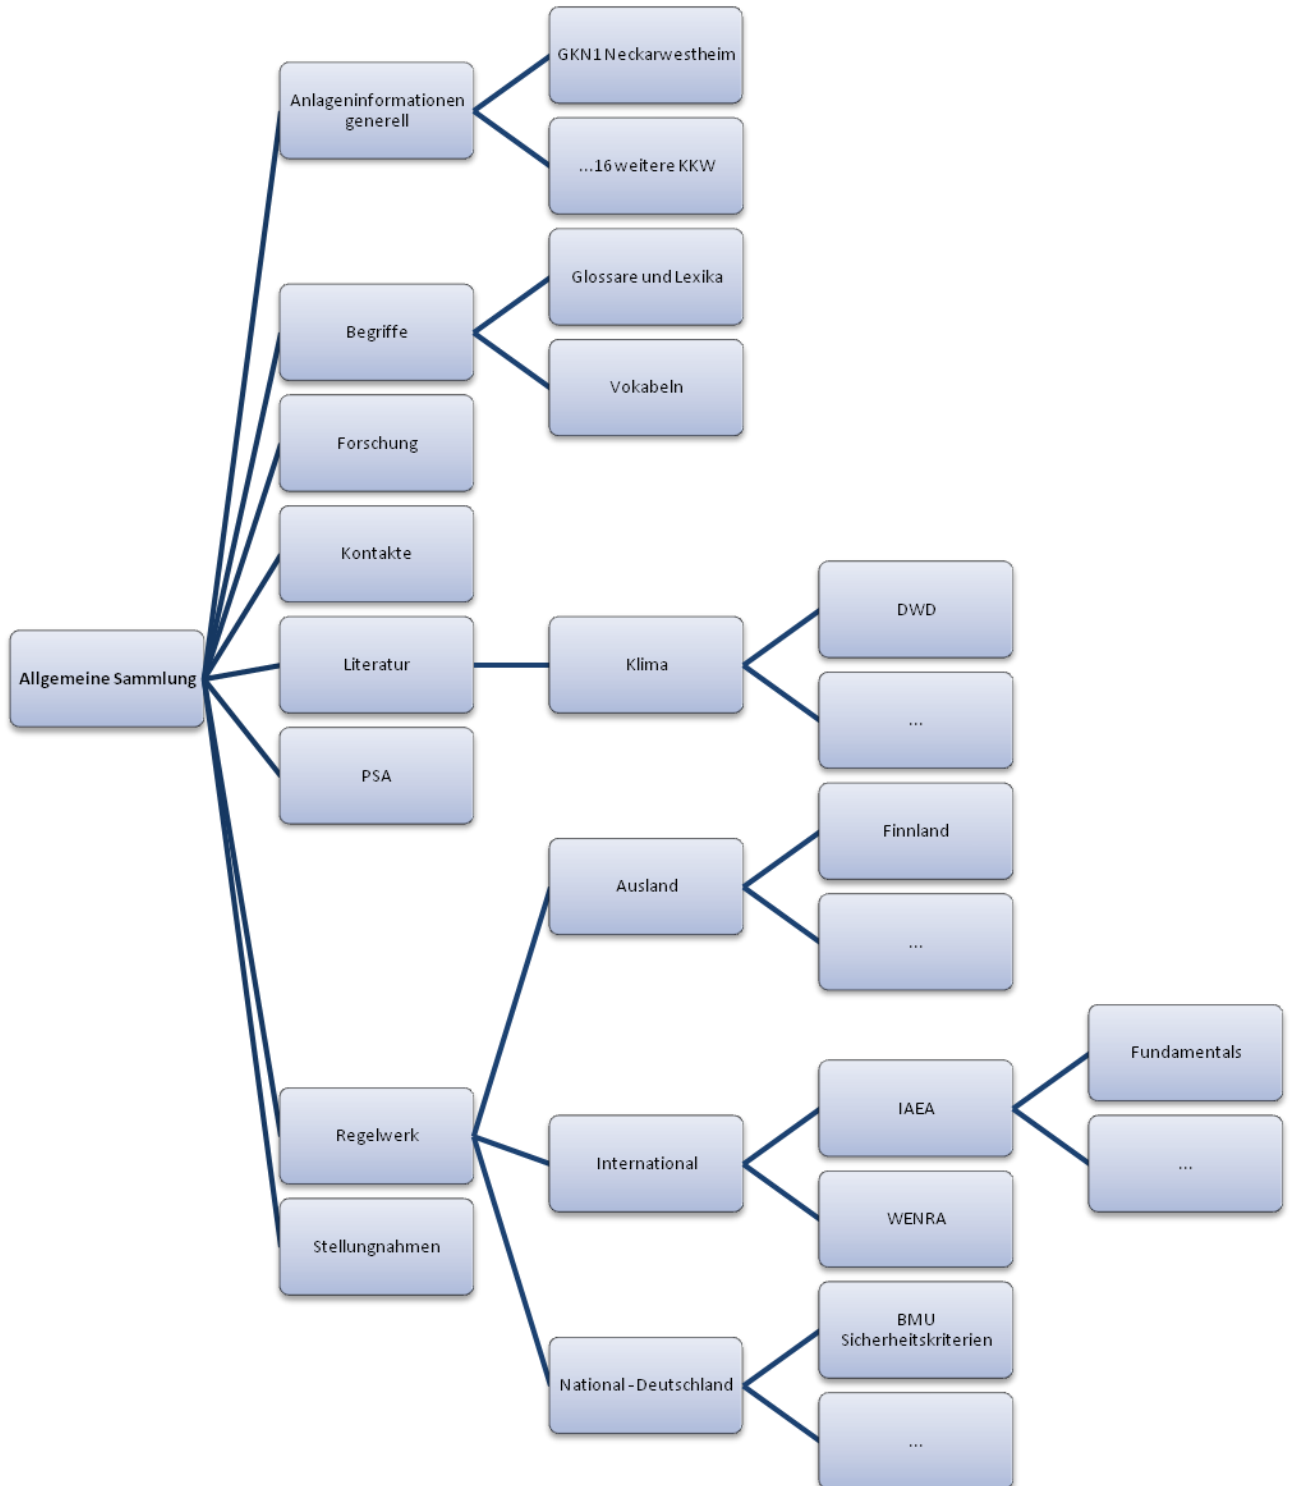 Allgemeine Sammlung
Anlageninformationen
generell
GKN1 Neckarwestheim
...16 weitere KKW
Begriffe
Glossare und Lexika
Vokabeln
Forschung
Kontakte
Literatur
Klima
DWD
...
PSA
Regelwerk
Ausland
Finnland
...
International
IAEA
Fundamentals
...
WENRA
National - Deutschland
BMU
Sicherheitskriterien
...
Stellungnahmen